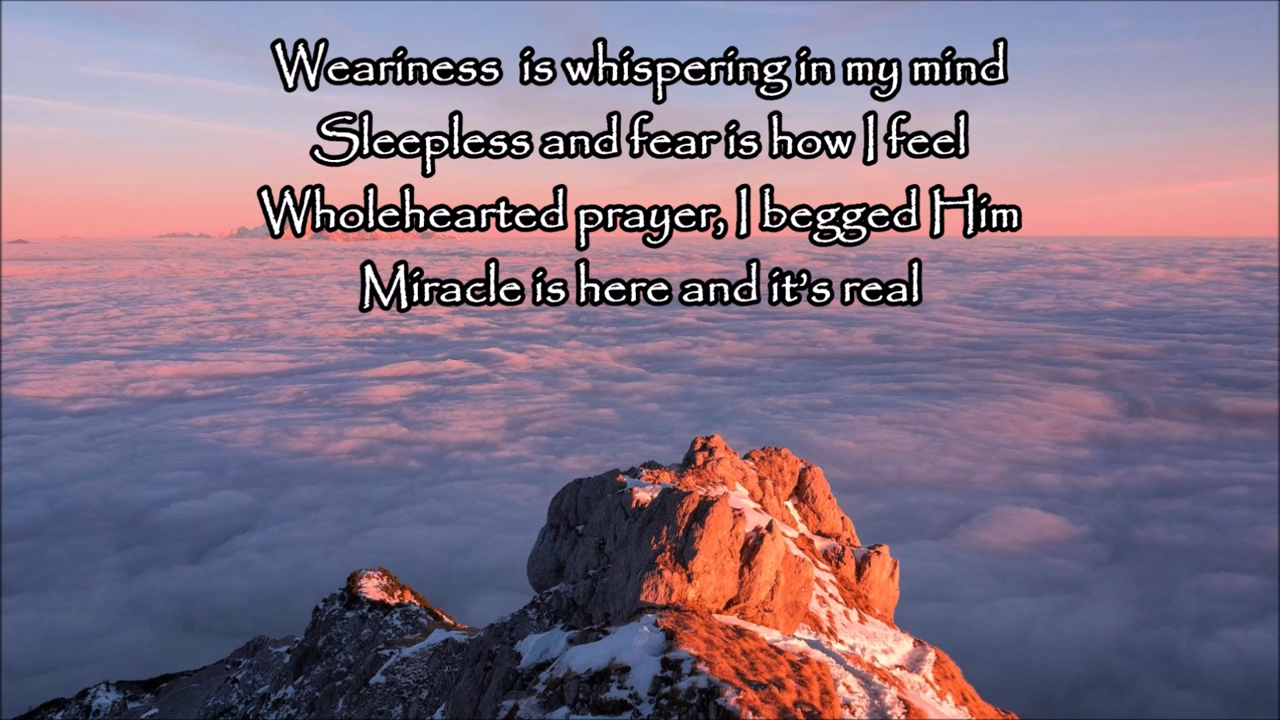 Weariness is whispering in my mind
Sleepless and fear is how I feel
Wholehearted prayer, I begged Him
Miracle is here and it's real